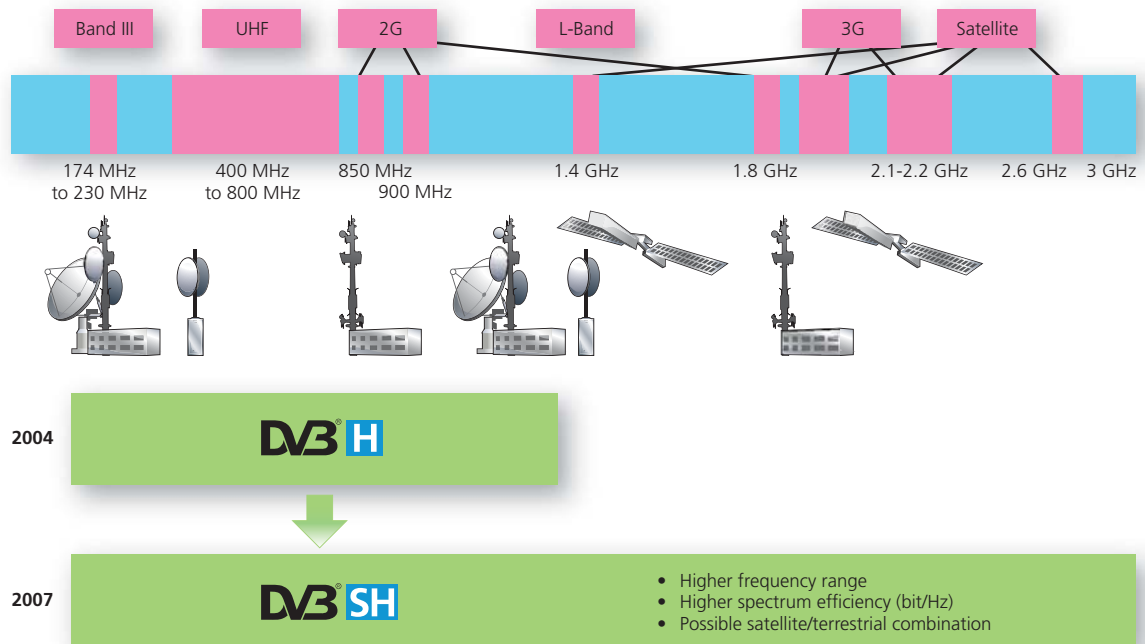 Band III UHF 2G L-Band 3G Satellite
174 MHz
to 230 MHz
400 MHz
to 800 MHz
850 MHz
900 MHz
1.4 GHz
1.8 GHz
2.1-2.2 GHz
2.6 GHz
3 GHz
2004
DVB® H
2007
DVB® SH
• Higher frequency range
• Higher spectrum efficiency (bit/Hz)
• Possible satellite/terrestrial combination